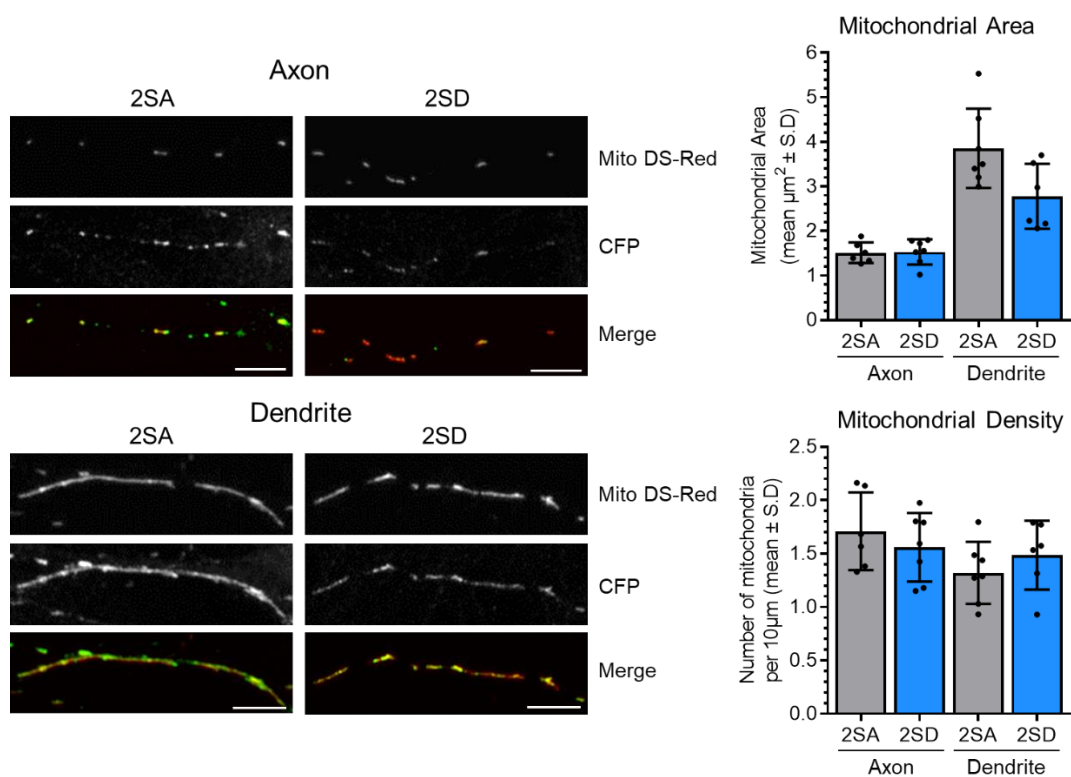 Axon
2SA 2SD
Mito DS-Red
CFP
Merge
Dendrite
2SA 2SD
Mito DS-Red
CFP
Merge
Mitochondrial Area
Mitochondrial Area
(mean µm² ± S.D)
6
5
4
3
2
1
0
2SA 2SD 2SA 2SD
Axon Dendrite
Mitochondrial Density
Number of mitochondria
per 10µm (mean ± S.D)
2.5
2.0
1.5
1.0
0.5
0.0
2SA 2SD 2SA 2SD
Axon Dendrite